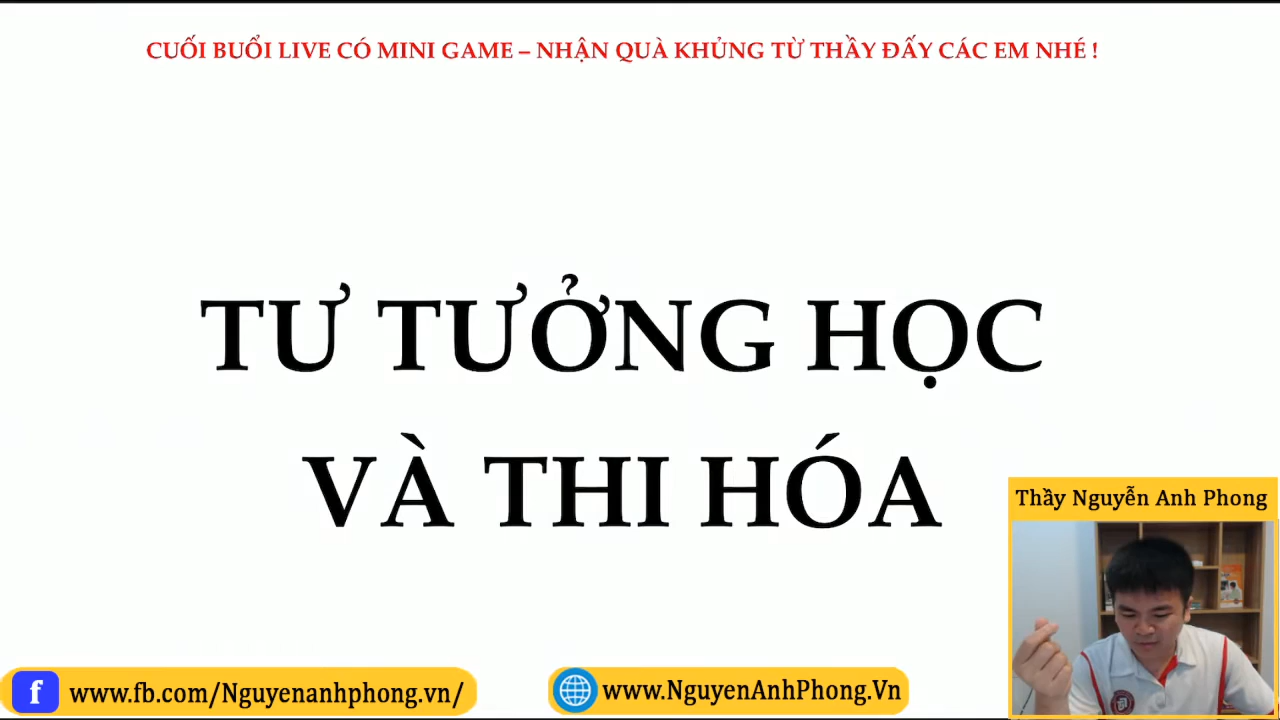 CUỐI BUỔI LIVE CÓ MINI GAME – NHẬN QUÀ KHỦNG TỪ THẦY ĐẤY CÁC EM NHÉ !
TƯ TƯỞNG HỌC
VÀ THI HÓA
Thầy Nguyễn Anh Phong
f www.fb.com/Nguyenanhphong.vn/
www.NguyenAnhPhong.Vn